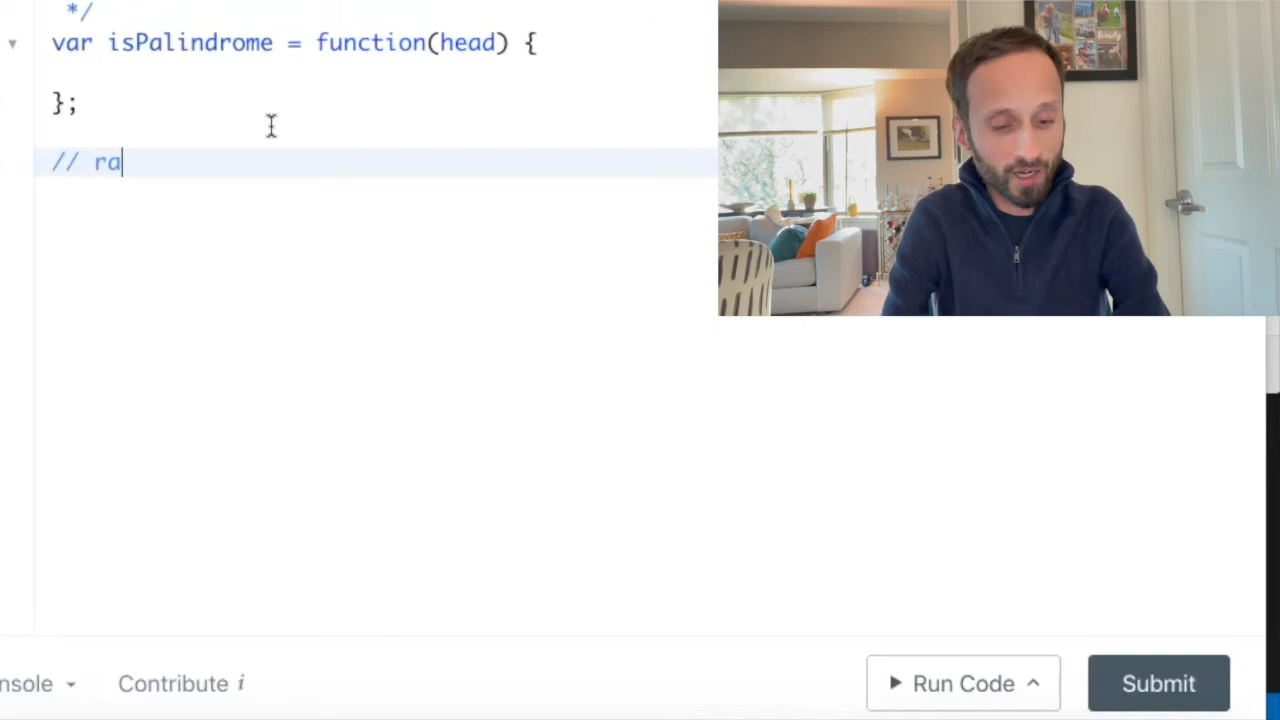 */
var isPalindrome = function(head) {
};
// ra
nsole
Contribute i
Run Code
Submit